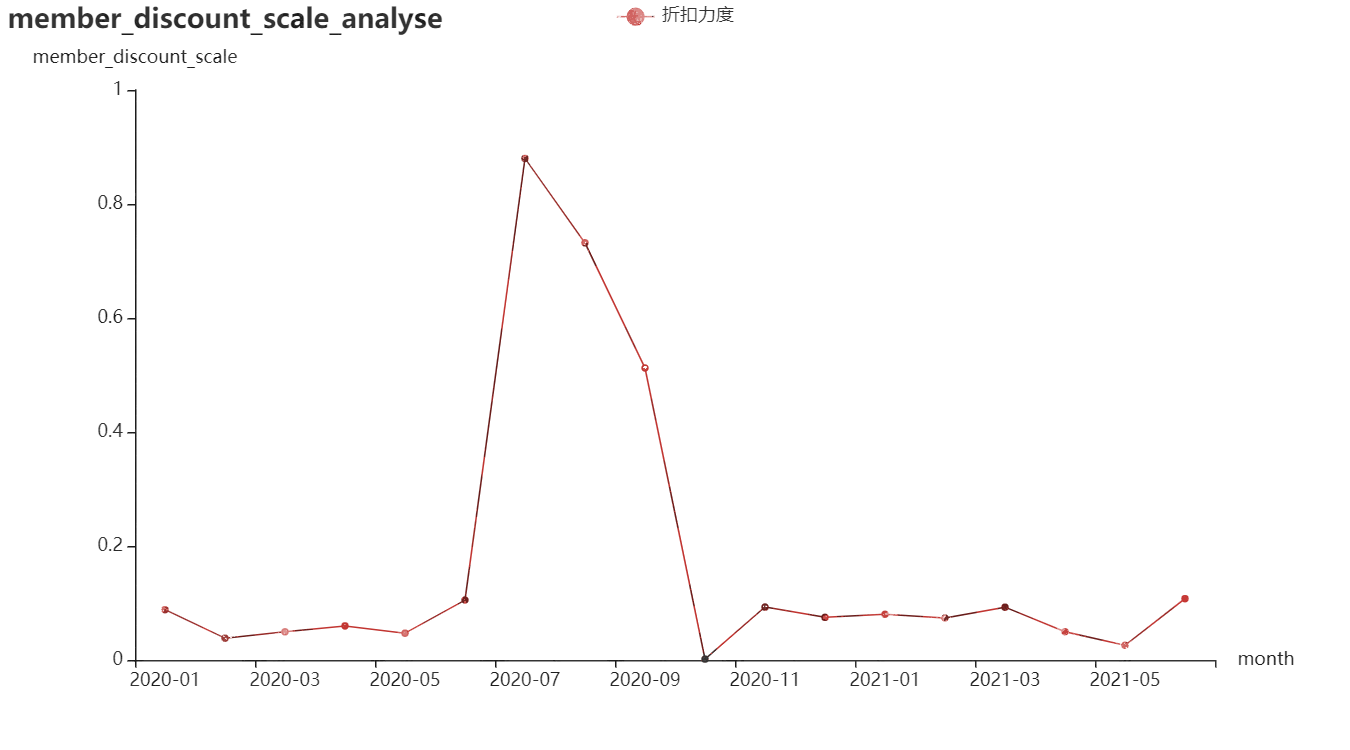 member_discount_scale_analyse
折扣力度
member_discount_scale
1
0.8
0.6
0.4
0.2
0
2020-01 2020-03 2020-05 2020-07 2020-09 2020-11 2021-01 2021-03 2021-05
month